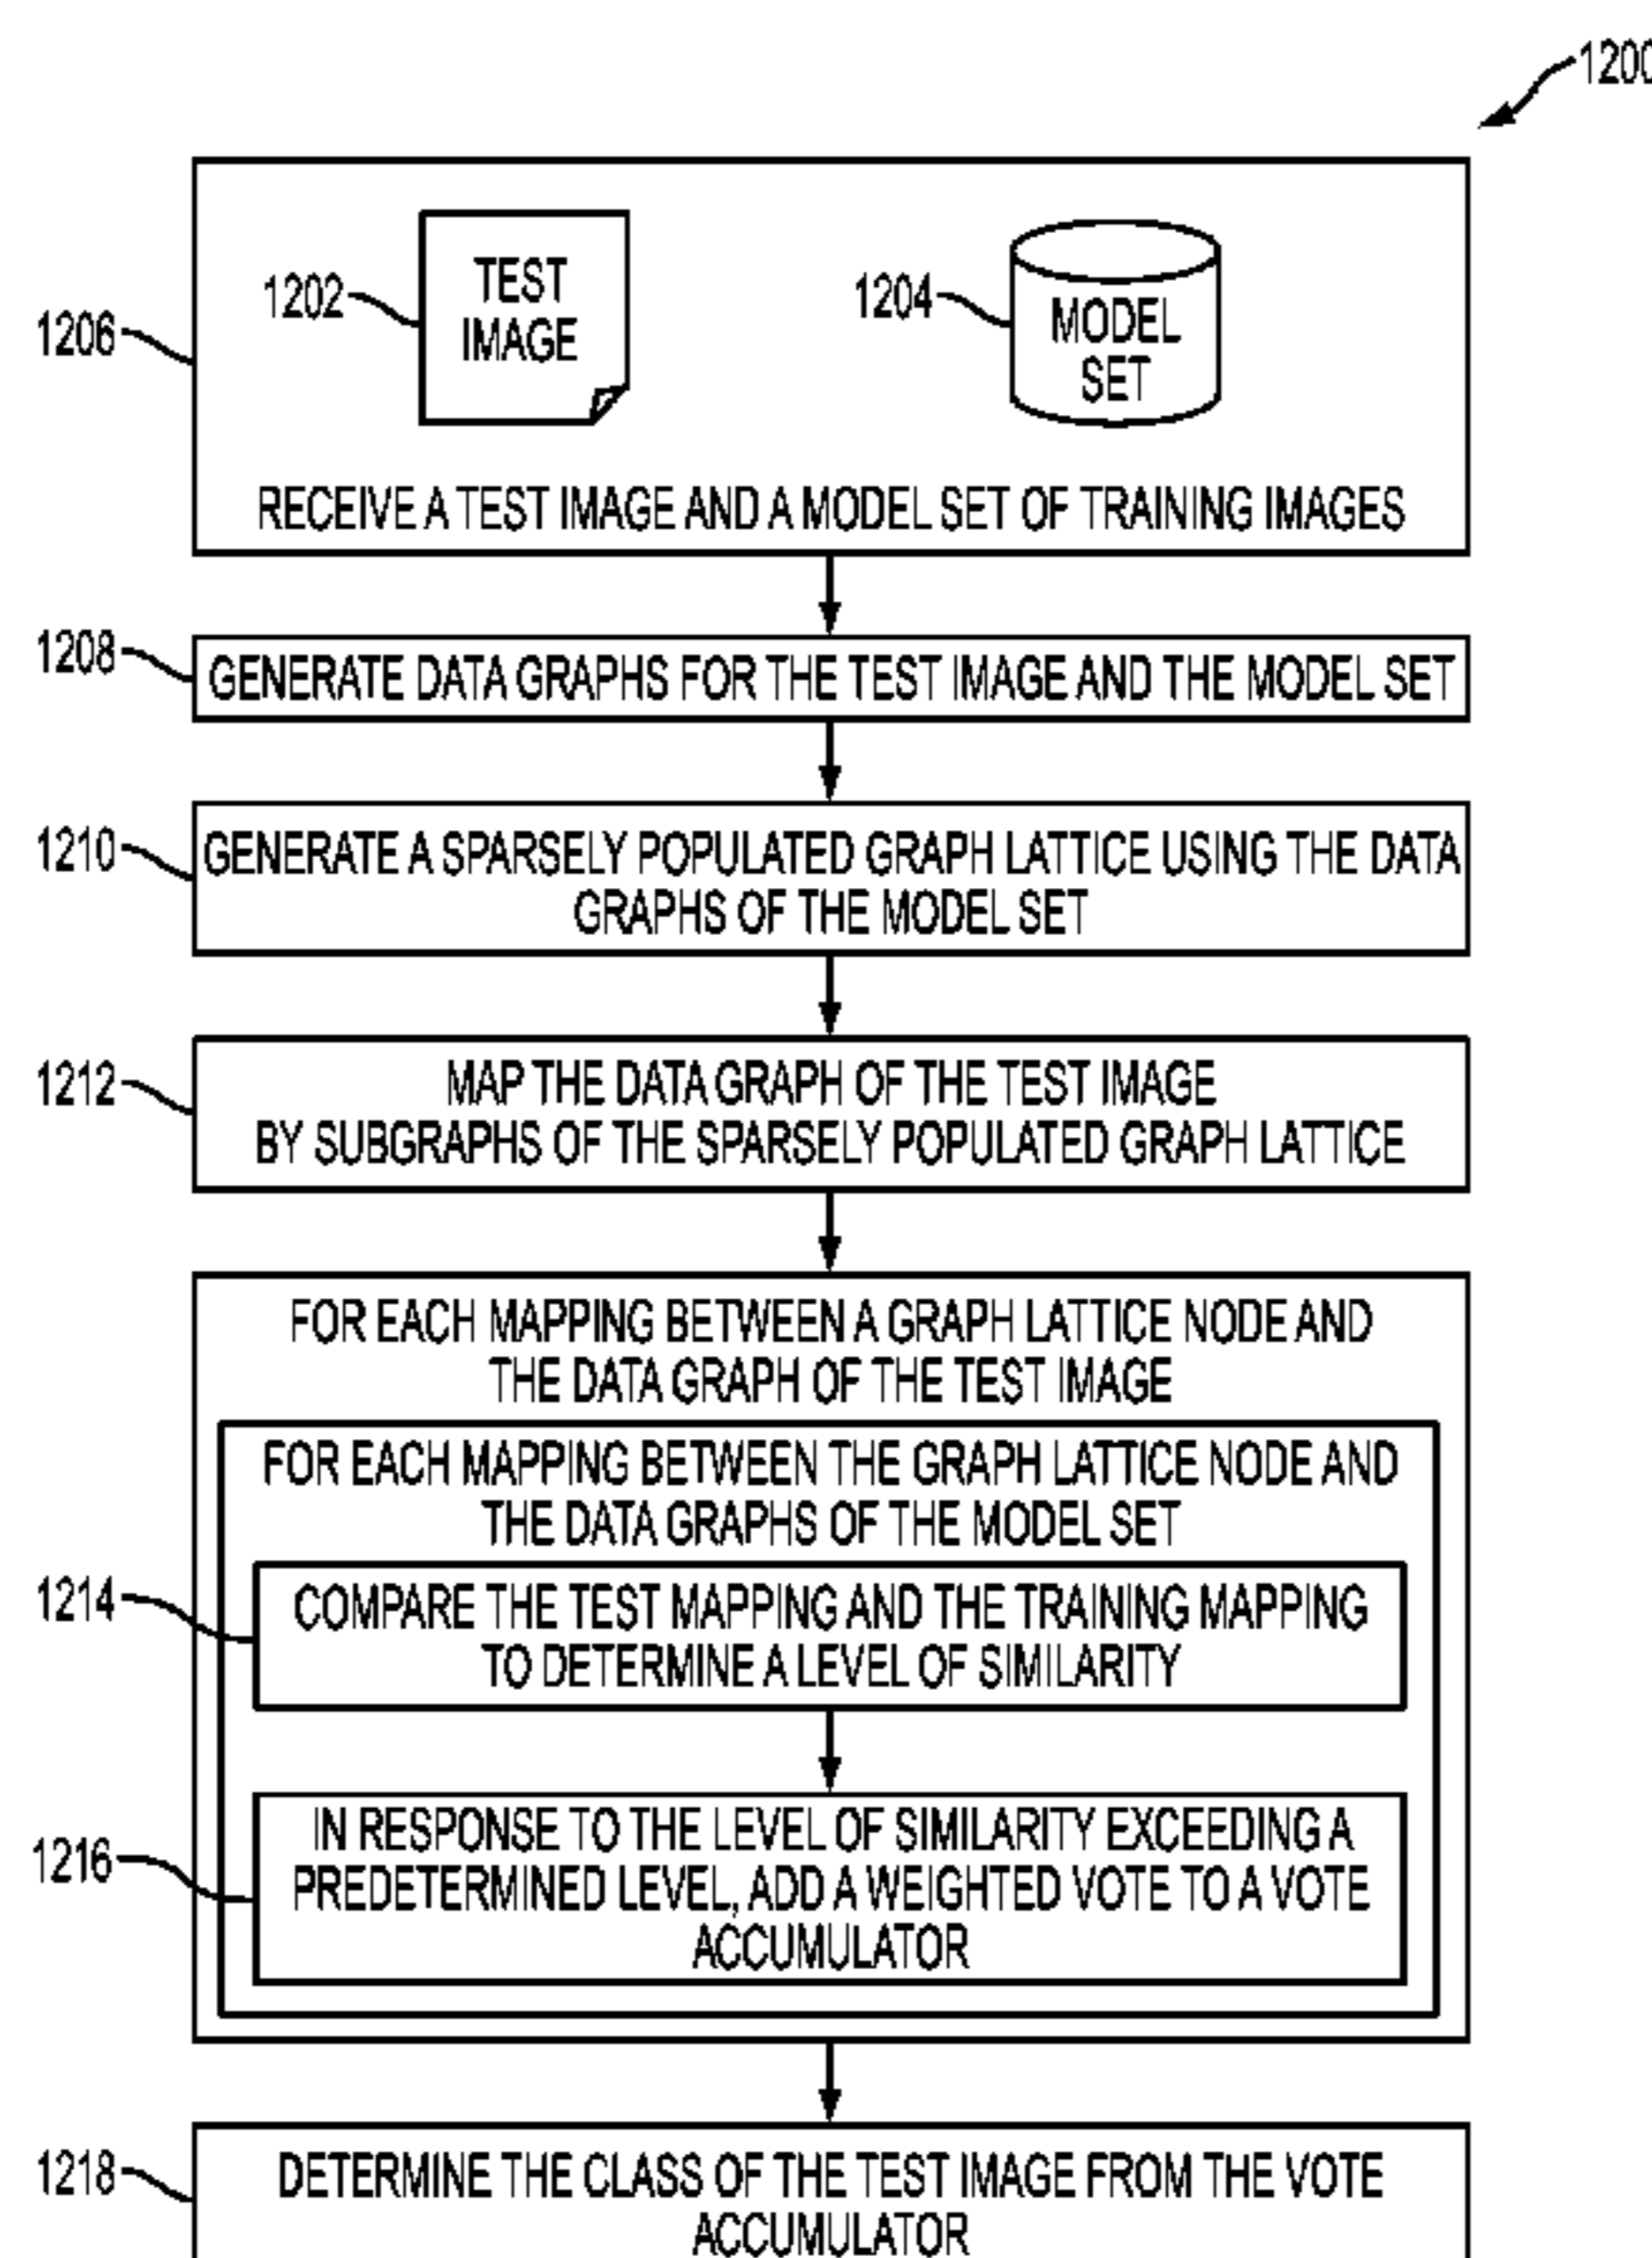 1200
1202
TEST
IMAGE
1204
MODEL
SET
1206
RECEIVE A TEST IMAGE AND A MODEL SET OF TRAINING IMAGES
1208
GENERATE DATA GRAPHS FOR THE TEST IMAGE AND THE MODEL SET
1210
GENERATE A SPARSELY POPULATED GRAPH LATTICE USING THE DATA
GRAPHS OF THE MODEL SET
1212
MAP THE DATA GRAPH OF THE TEST IMAGE
BY SUBGRAPHS OF THE SPARSELY POPULATED GRAPH LATTICE
FOR EACH MAPPING BETWEEN A GRAPH LATTICE NODE AND
THE DATA GRAPH OF THE TEST IMAGE
FOR EACH MAPPING BETWEEN THE GRAPH LATTICE NODE AND
THE DATA GRAPHS OF THE MODEL SET
1214
COMPARE THE TEST MAPPING AND THE TRAINING MAPPING
TO DETERMINE A LEVEL OF SIMILARITY
1216
IN RESPONSE TO THE LEVEL OF SIMILARITY EXCEEDING A
PREDETERMINED LEVEL, ADD A WEIGHTED VOTE TO A VOTE
ACCUMULATOR
1218
DETERMINE THE CLASS OF THE TEST IMAGE FROM THE VOTE
ACCUMULATOR